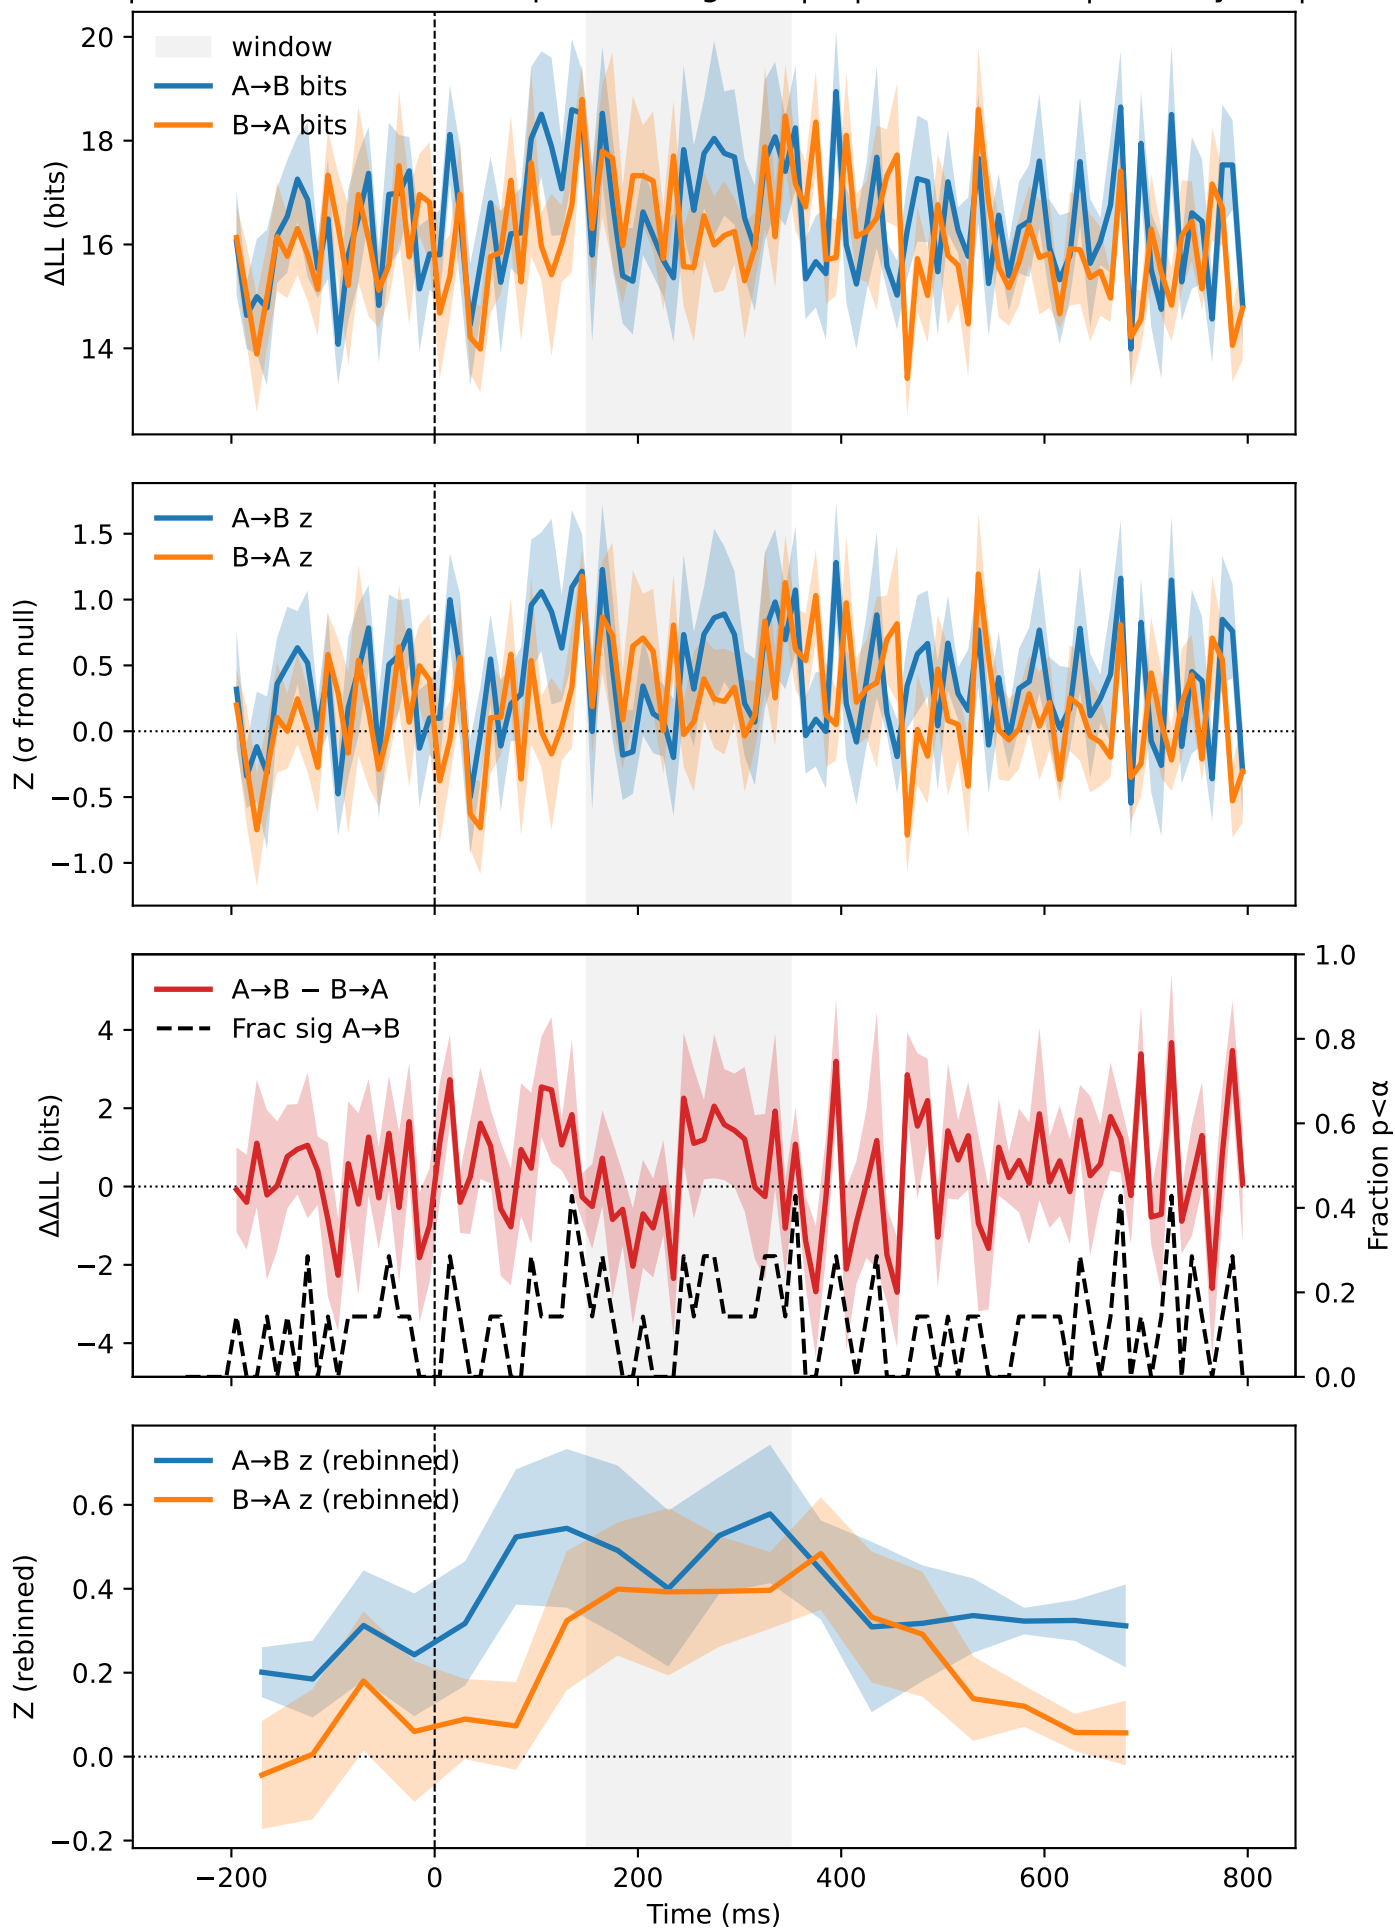 window
A→B bits
B→A bits
ΔLL (bits)
20
18
16
14
A→B z
B→A z
Z (σ from null)
1.5
1.0
0.5
0.0
−0.5
−1.0
A→B − B→A
Frac sig A→B
ΔΔLL (bits)
4
2
0
−2
−4
1.0
0.8
0.6
0.4
0.2
0.0
Fraction p<α
A→B z (rebinned)
B→A z (rebinned)
Z (rebinned)
0.6
0.4
0.2
0.0
−0.2
−200 0 200 400 600 800
Time (ms)